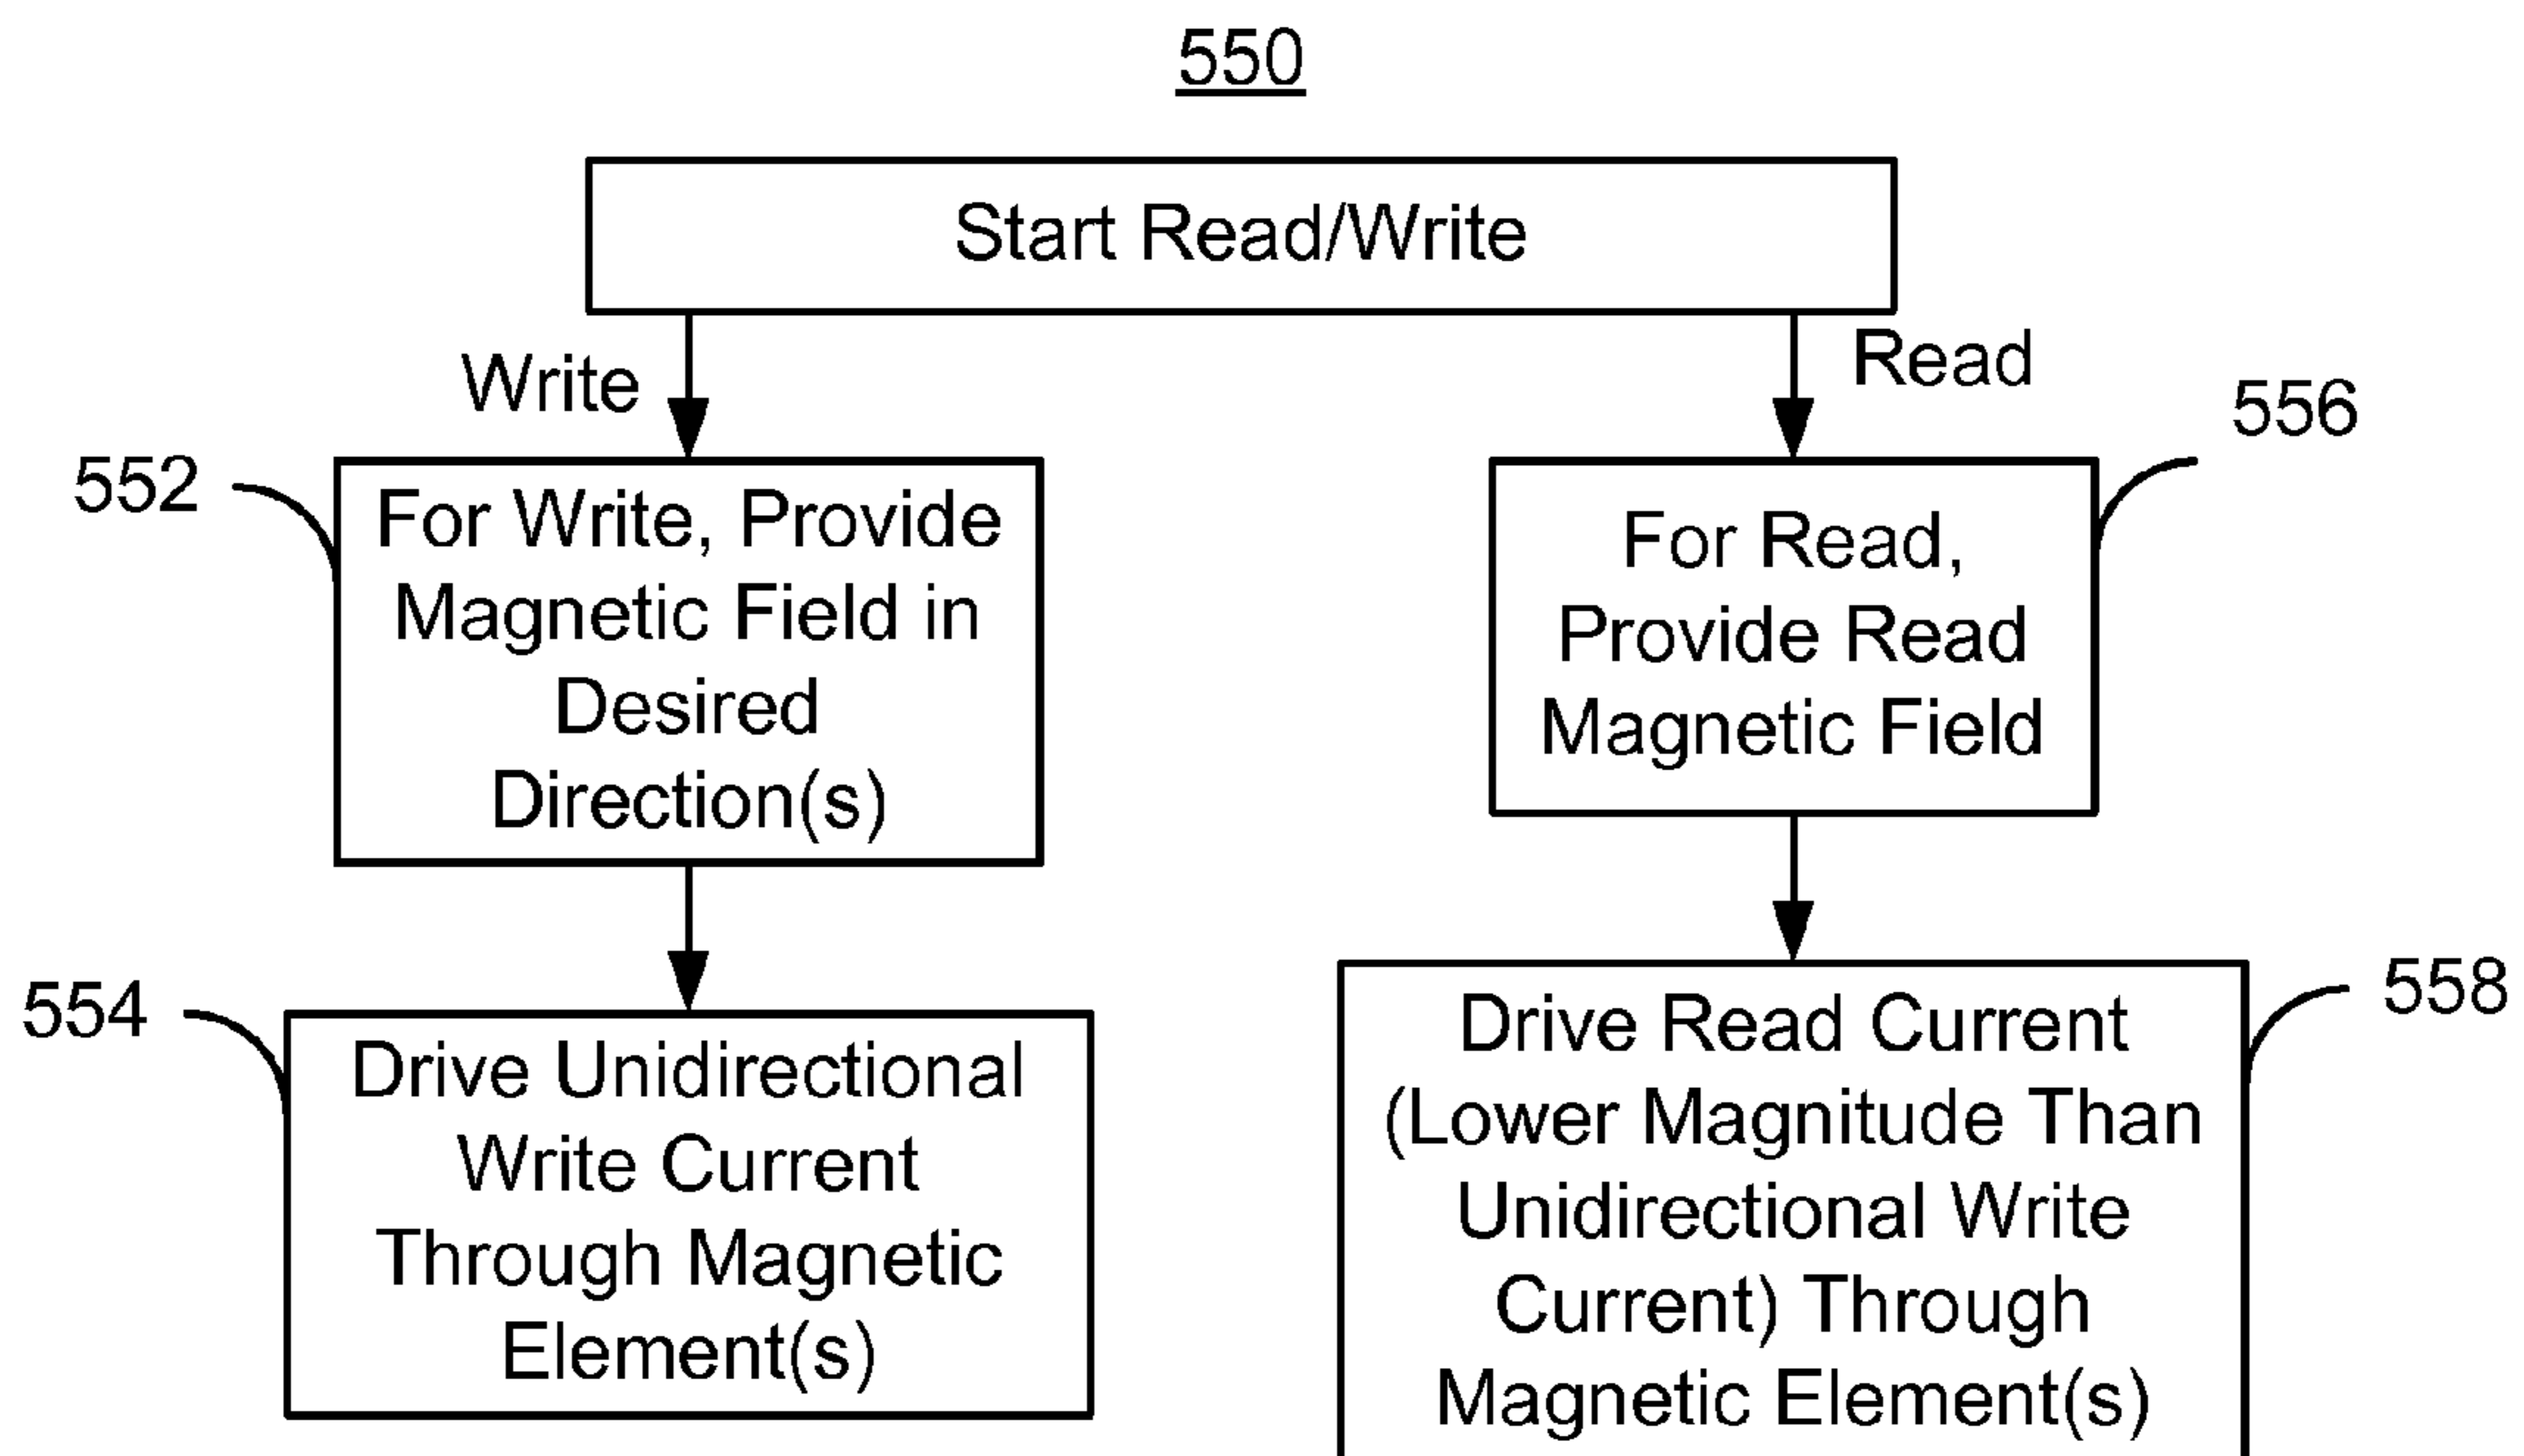 550
Start Read/Write
Write
Read
552
For Write, Provide
Magnetic Field in
Desired
Direction(s)
556
For Read,
Provide Read
Magnetic Field
554
Drive Unidirectional
Write Current
Through Magnetic
Element(s)
558
Drive Read Current
(Lower Magnitude Than
Unidirectional Write
Current) Through
Magnetic Element(s)